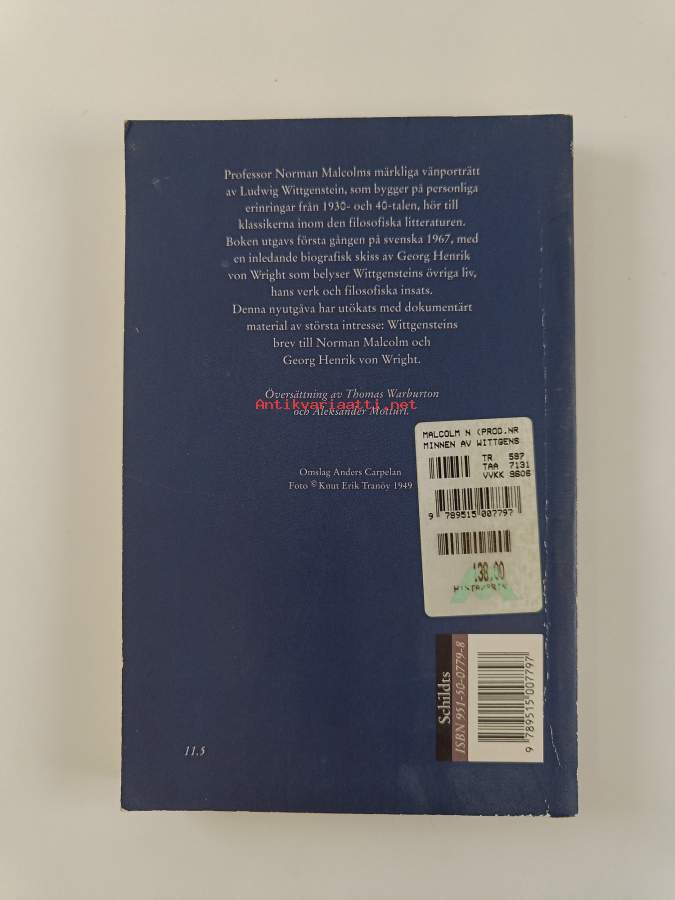 Professor Norman Malcolms märkliga vänporträtt
av Ludwig Wittgenstein, som bygger på personliga
erinringar från 1930- och 40-talen, hör till
klassikerna inom den filosofiska litteraturen.
Boken utgavs första gången på svenska 1967, med
en inledande biografisk skiss av Georg Henrik
von Wright som belyser Wittgensteins övriga liv,
hans verk och filosofiska insats.
Denna nyutgåva har utökats med dokumentärt
material av största intresse: Wittgensteins
brev till Norman Malcolm och
Georg Henrik von Wright.
Översättning av Thomas Warburton
Antikvariaatti.net
och Aleksander Motturi.
Omslag Anders Carpelan
Foto © Knut Erik Tranöy 1949
MALCOLM N (PROD.NR
MINNEN AV WITTGENS
TR 587
TAA 7131
VVKK 9606
9 789515 007797
138,00
Schildts
ISBN 951-50-0779-8
9 789515 007797
11.5